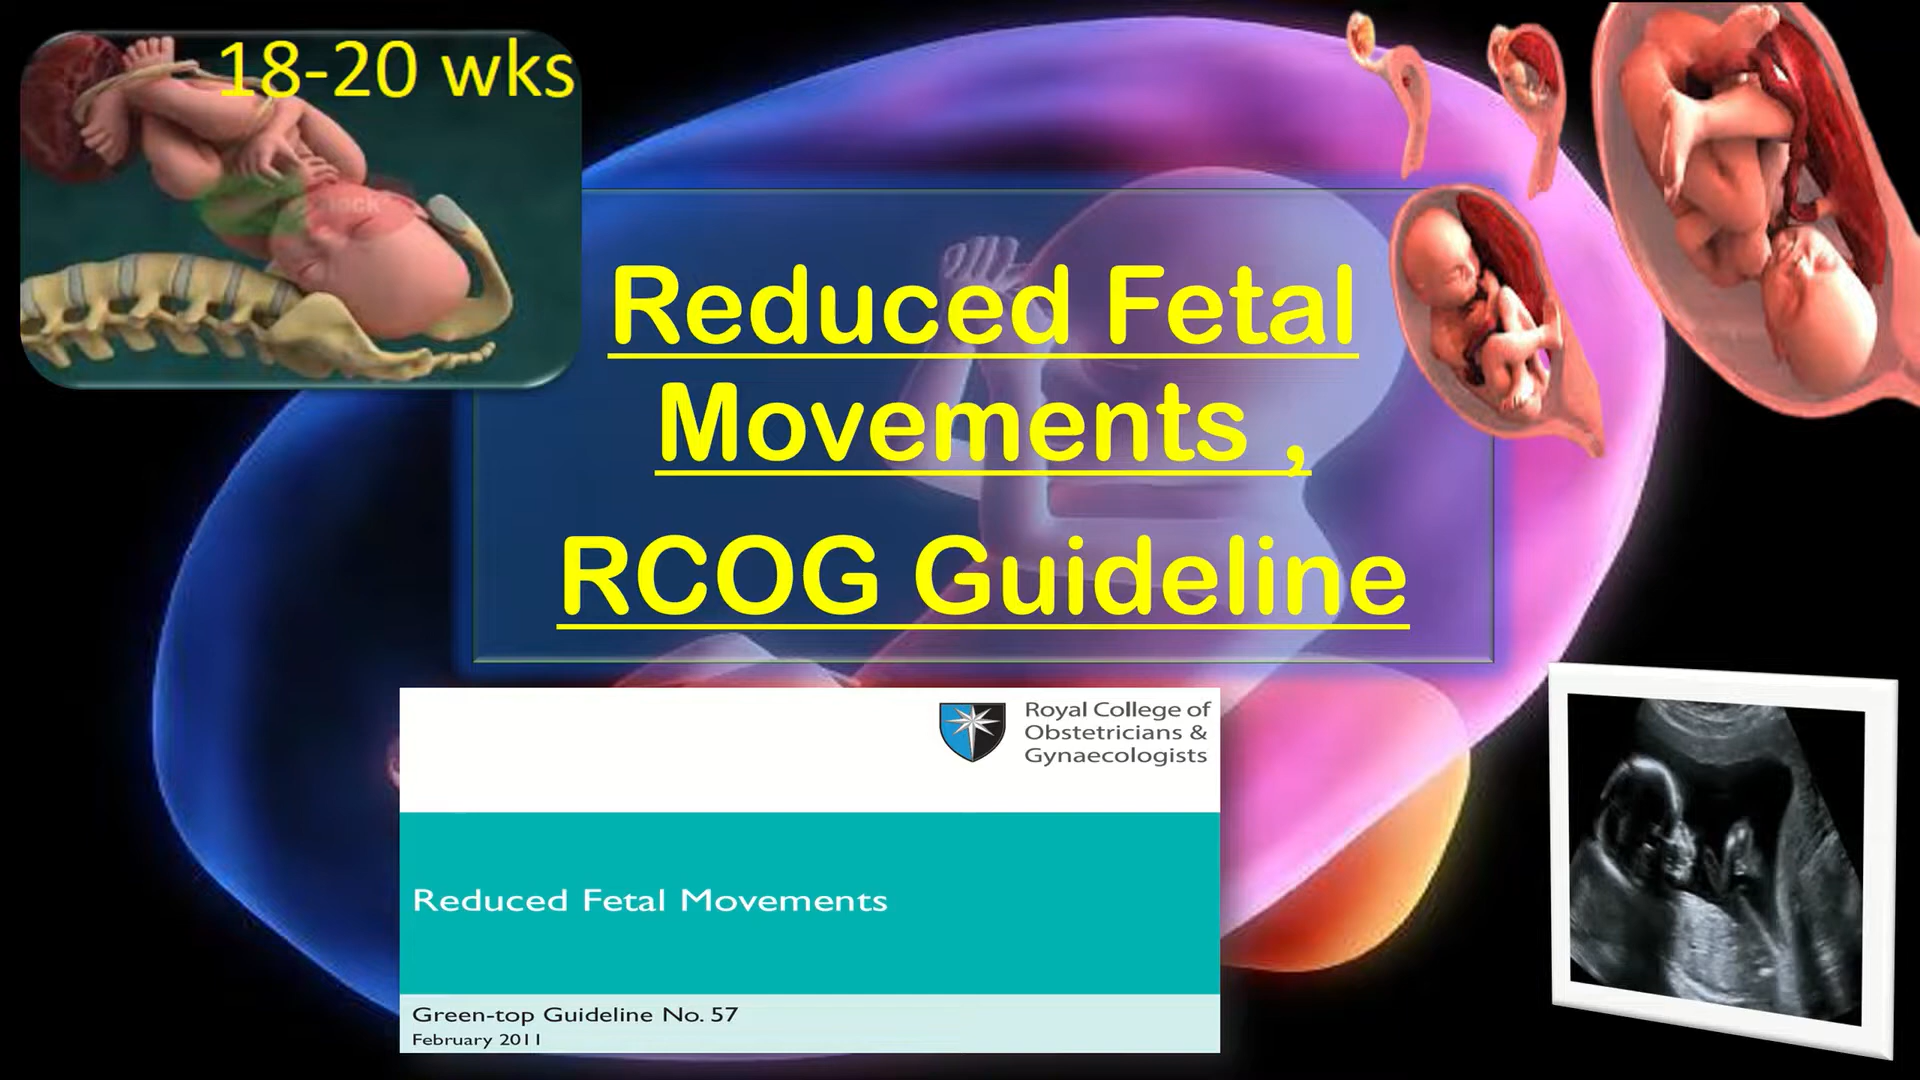 18-20 wks
Reduced Fetal
Movements ,
RCOG Guideline
Royal College of
Obstetricians &
Gynaecologists
Reduced Fetal Movements
Green-top Guideline No. 57
February 2011